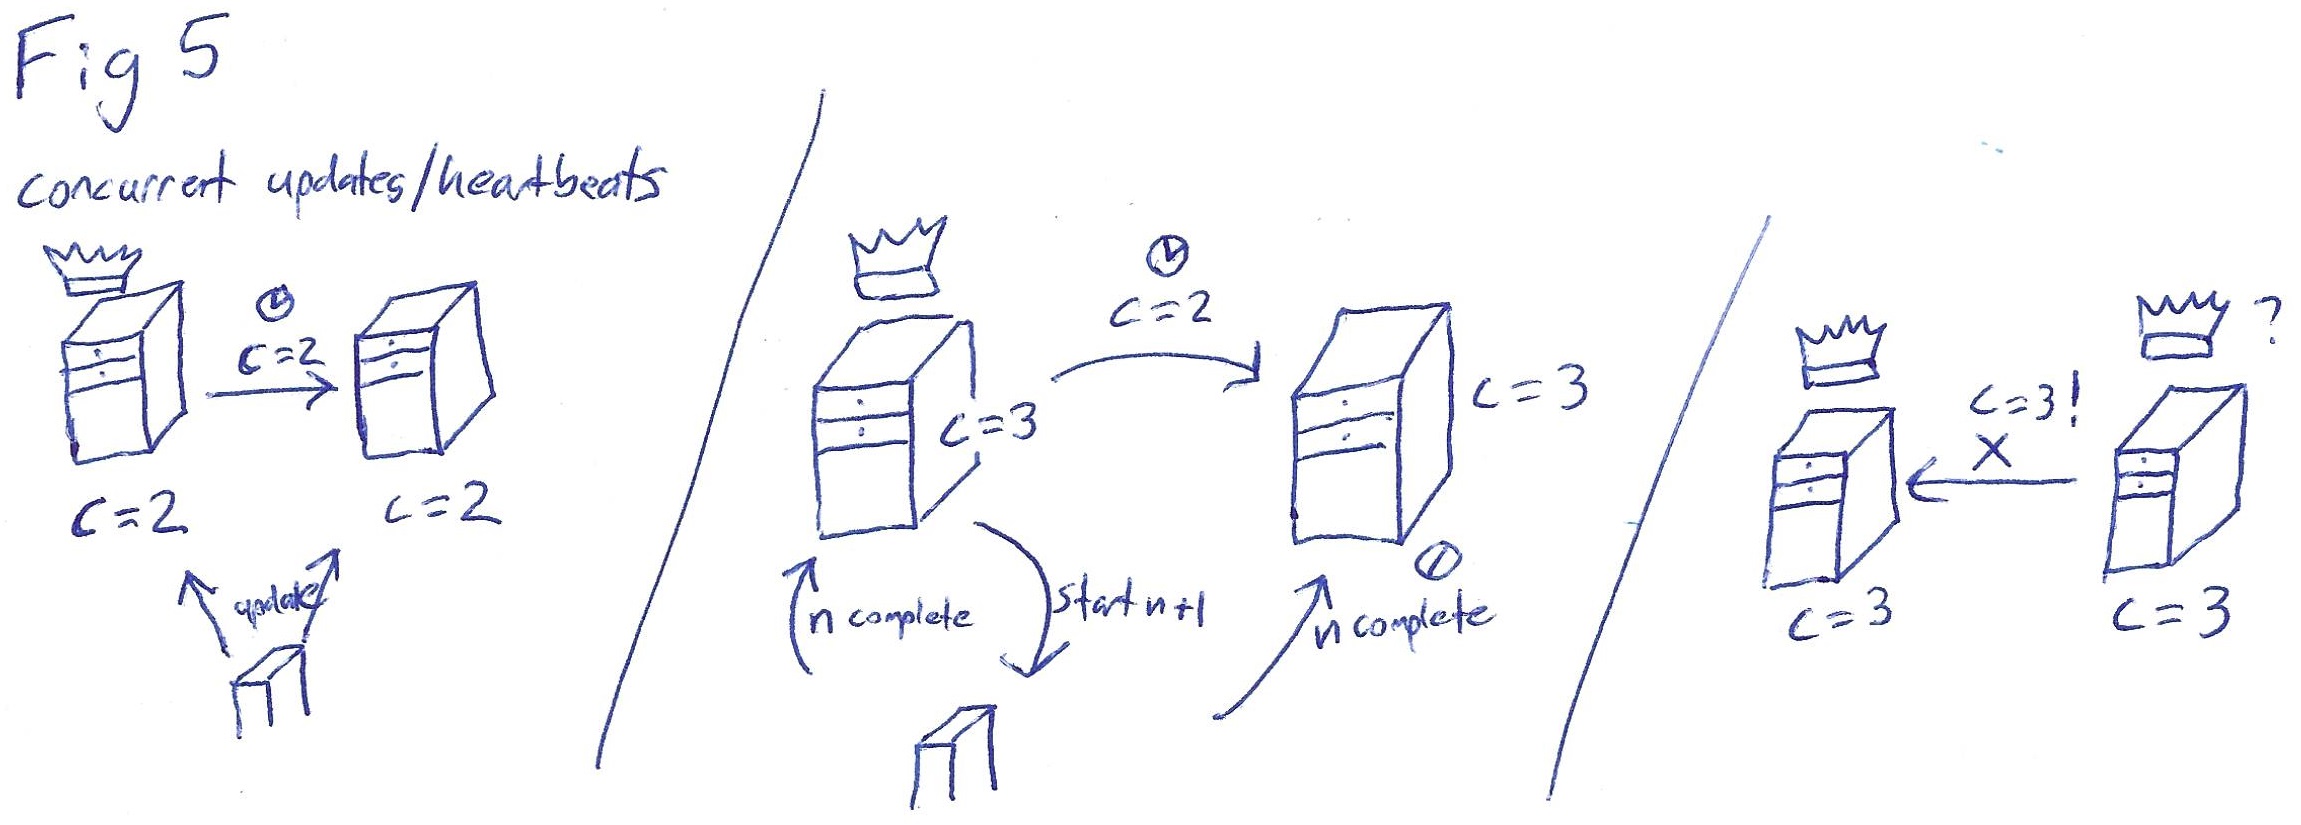 Fig 5
concurrent updates/heartbeats
c=2
c=2
c=2
update
c=2
c=3
c=3
n complete
start n+1
n complete
?
c=3!
X
c=3
c=3